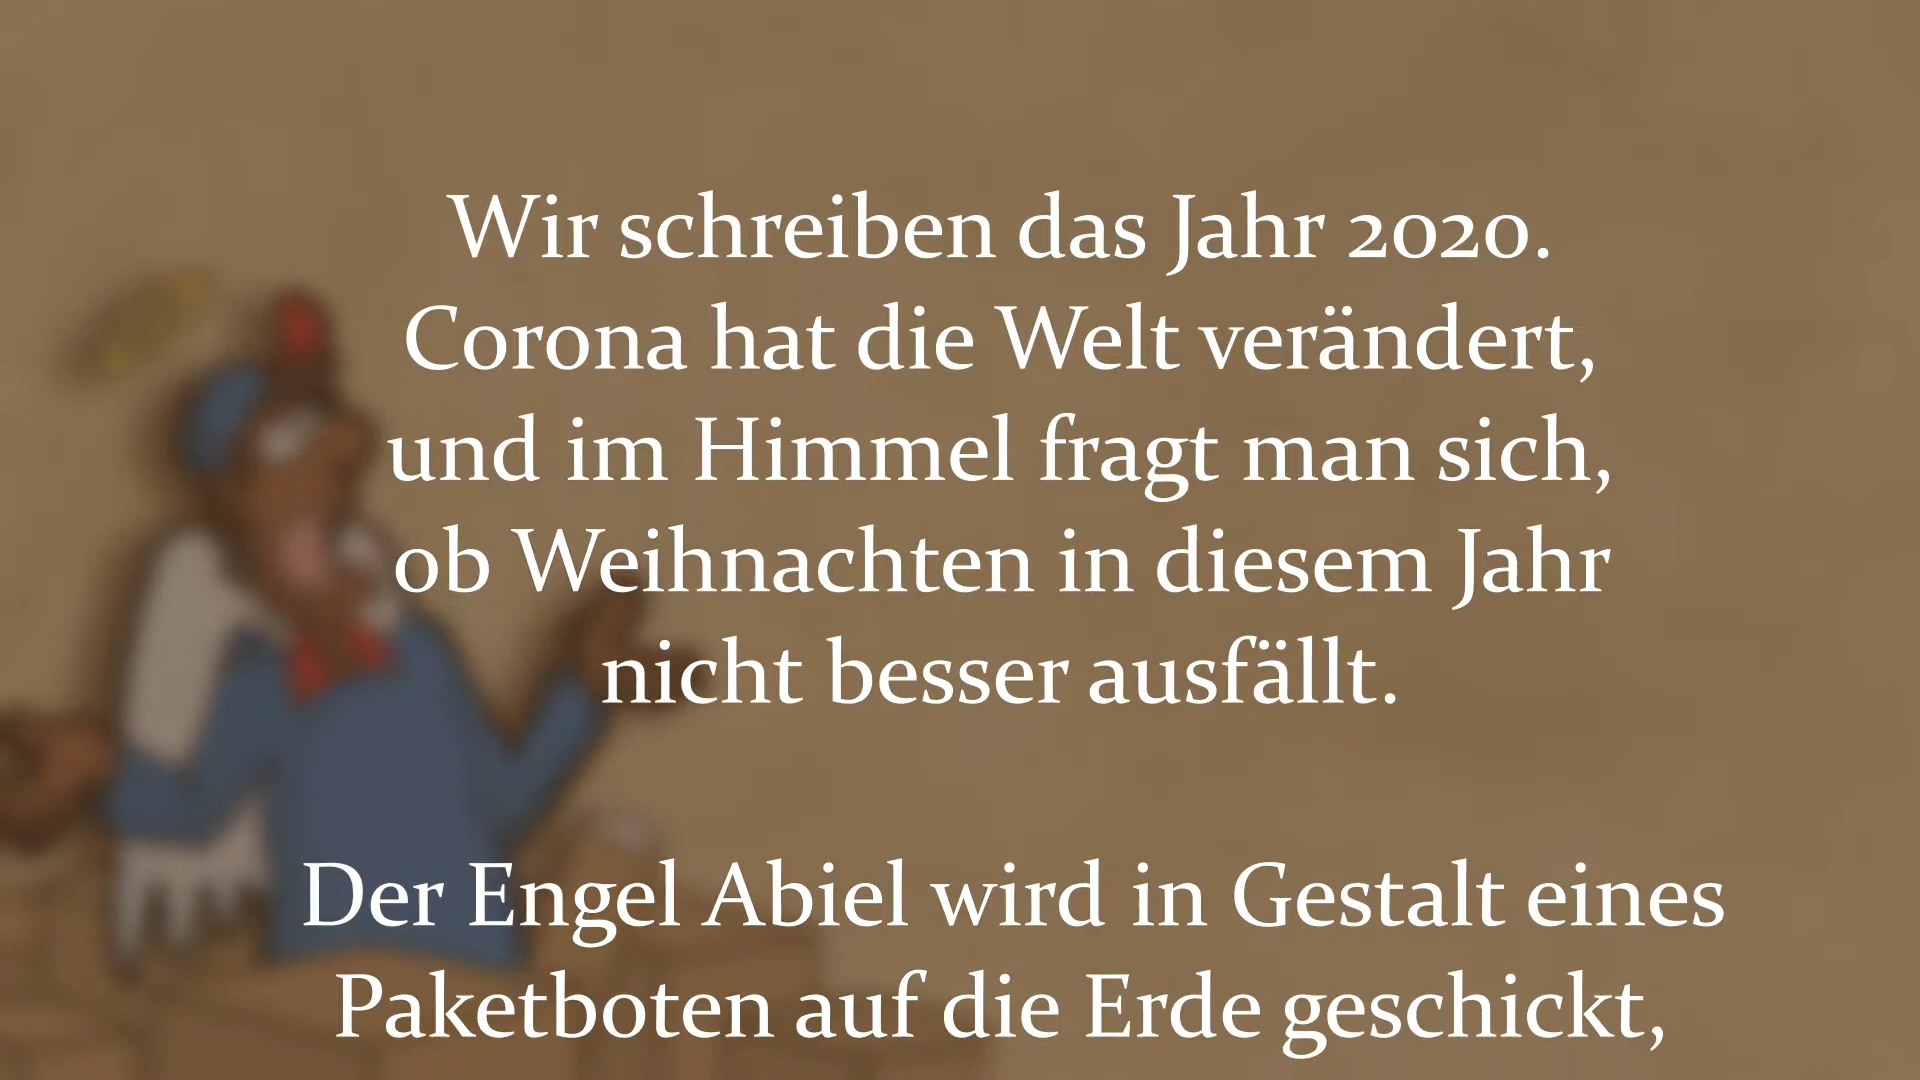 Wir schreiben das Jahr 2020.
Corona hat die Welt verändert,
und im Himmel fragt man sich,
ob Weihnachten in diesem Jahr
nicht besser ausfällt.
Der Engel Abiel wird in Gestalt eines
Paketboten auf die Erde geschickt,